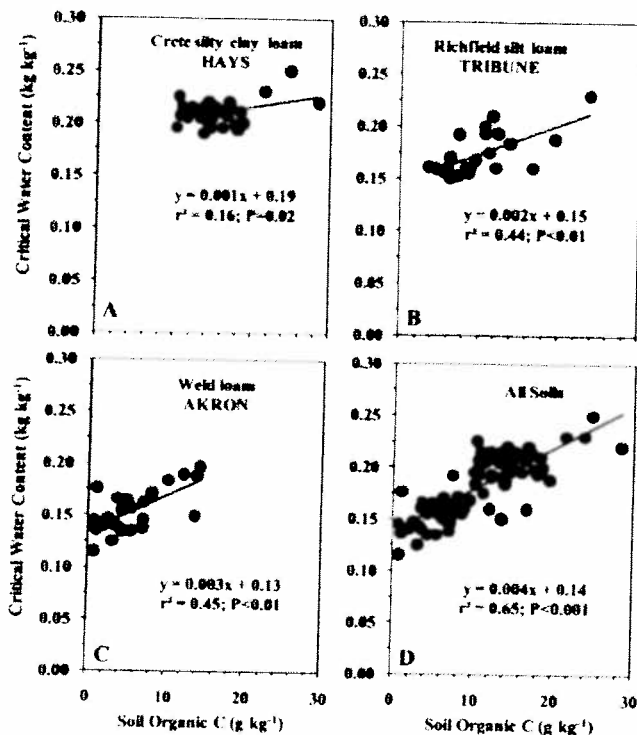 Critical Water Content (kg kg⁻¹)
0.30
0.25
0.20
0.15
0.10
0.05
0.00
Crete silty clay loam
HAYS
y = 0.001x + 0.19
r² = 0.16; P=0.02
A
0.30
0.25
0.20
0.15
0.10
0.05
0.00
Richfield silt loam
TRIBUNE
y = 0.002x + 0.15
r² = 0.44; P<0.01
B
Critical Water Content (kg kg⁻¹)
0.30
0.25
0.20
0.15
0.10
0.05
0.00
Weld loam
AKRON
y = 0.003x + 0.13
r² = 0.45; P<0.01
C
0 10 20 30
Soil Organic C (g kg⁻¹)
0.30
0.25
0.20
0.15
0.10
0.05
0.00
All Soils
y = 0.004x + 0.14
r² = 0.65; P<0.001
D
0 10 20 30
Soil Organic C (g kg⁻¹)